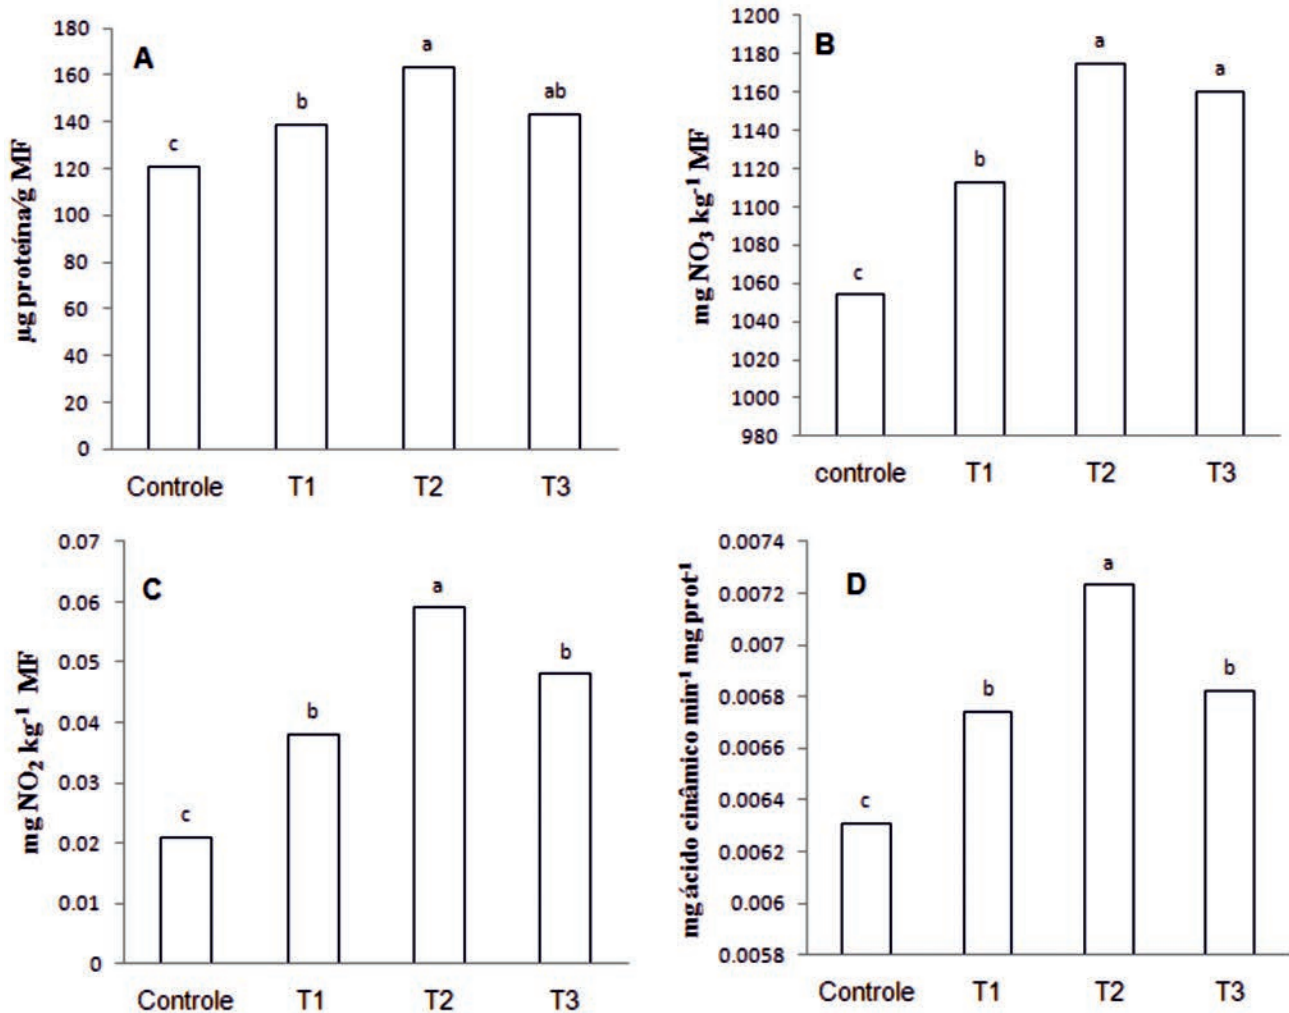 A
µg proteína/g MF
180
160
140
120
100
80
60
40
20
0
c
b
a
ab
Controle T1 T2 T3
B
mg NO₃ kg⁻¹ MF
1200
1180
1160
1140
1120
1100
1080
1060
1040
1020
1000
980
c
b
a
a
controle T1 T2 T3
C
mg NO₂ kg⁻¹ MF
0.07
0.06
0.05
0.04
0.03
0.02
0.01
0
c
b
a
b
Controle T1 T2 T3
D
mg ácido cinâmico min⁻¹ mg prot⁻¹
0.0074
0.0072
0.007
0.0068
0.0066
0.0064
0.0062
0.006
0.0058
c
b
a
b
Controle T1 T2 T3